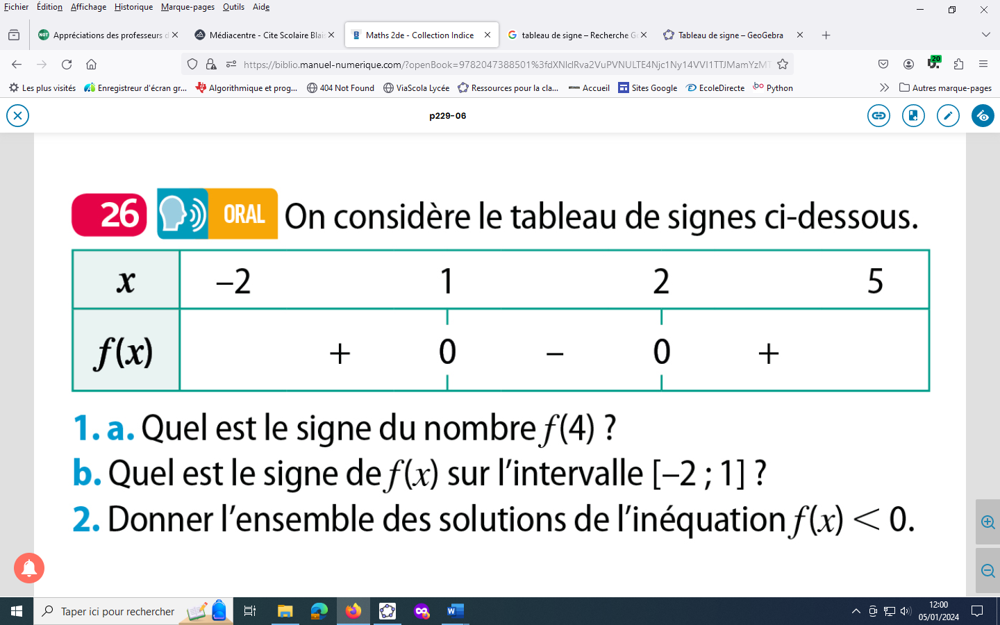 Fichier Édition Affichage Historique Marque-pages Outils Aide
Appréciations des professeurs d
Médiacentre - Cite Scolaire Blais
Maths 2de - Collection Indice
tableau de signe – Recherche Go
Tableau de signe – GeoGebra
https://biblio.manuel-numerique.com/?openBook=9782047388501%3fdXNlclRva2VuPVNULTE4Njc1Ny14VVI1TTJMamYzMT
20
Les plus visités
Enregistreur d'écran gr...
Algorithmique et prog...
404 Not Found
ViaScola Lycée
Ressources pour la cla...
Accueil
Sites Google
EcoleDirecte
Python
Autres marque-pages
p229-06
26 ORAL On considère le tableau de signes ci-dessous.
x –2 1 2 5
f(x) + 0 – 0 +
1. a. Quel est le signe du nombre f(4) ?
b. Quel est le signe de f(x) sur l'intervalle [–2 ; 1] ?
2. Donner l'ensemble des solutions de l'inéquation f(x) < 0.
Taper ici pour rechercher
12:00
05/01/2024